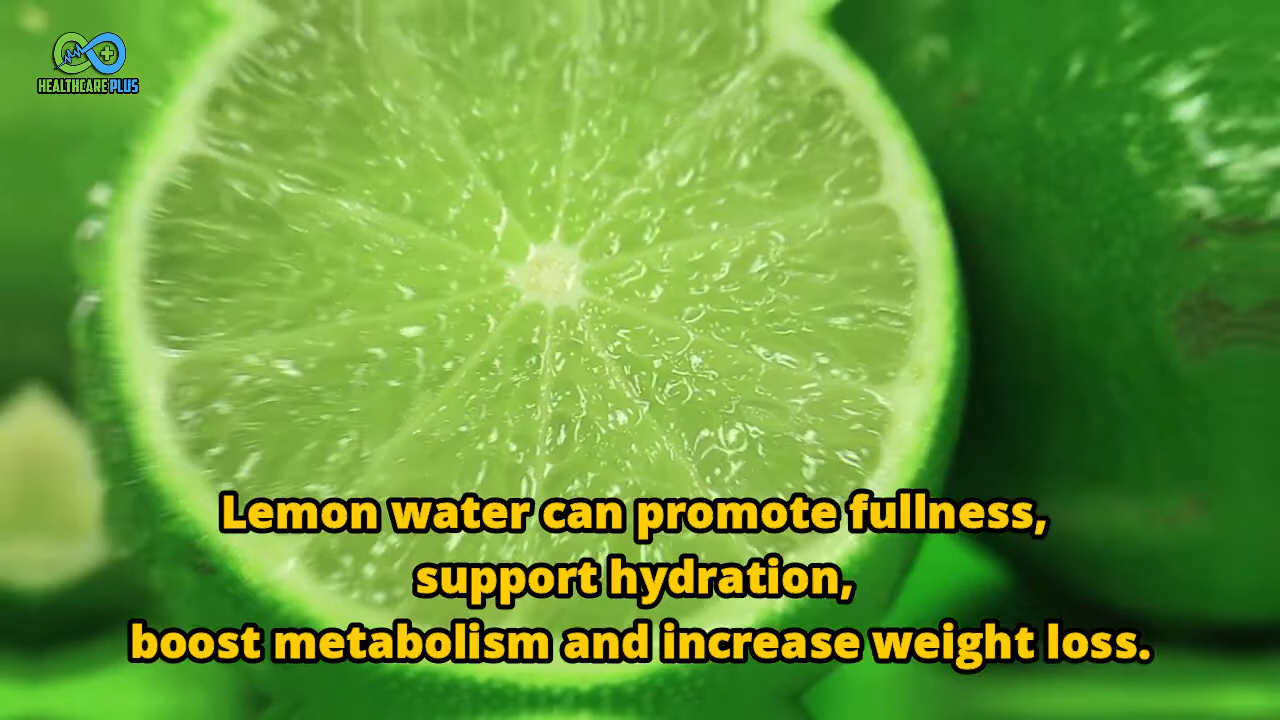 HEALTHCARE PLUS
Lemon water can promote fullness,
support hydration,
boost metabolism and increase weight loss.